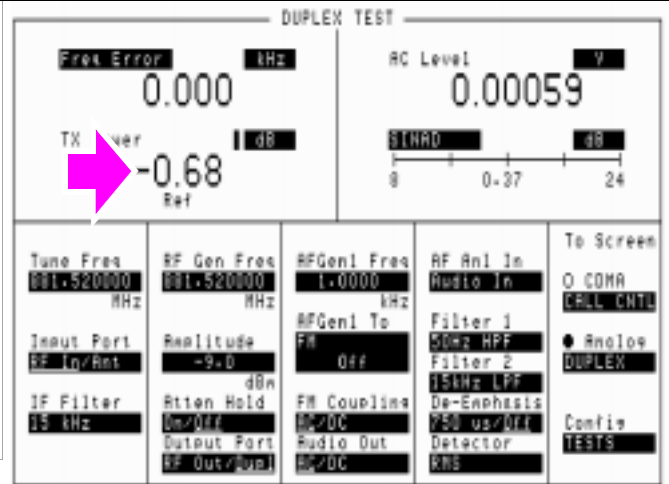 DUPLEX TEST
Freq Error kHz
0.000
TX dB
-0.68
Ref
AC Level V
0.00059
SINAD dB
8 0.37 24
Tune Freq
881.520000
MHz
Input Port
RF In/Ant
IF Filter
15 kHz
RF Gen Freq
881.520000
MHz
Amplitude
-9.0
dBm
Atten Hold
On/Off
Output Port
RF Out/Dupl
AFGen1 Freq
1.0000
kHz
AFGen1 To
FM
Off
FM Coupling
AC/DC
Audio Out
AC/DC
AF Anl In
Audio In
Filter 1
50Hz HPF
Filter 2
15kHz LPF
De-Emphasis
750 us/Off
Detector
RMS
To Screen
CDMA
CALL CNTL
Analog
DUPLEX
Config
TESTS